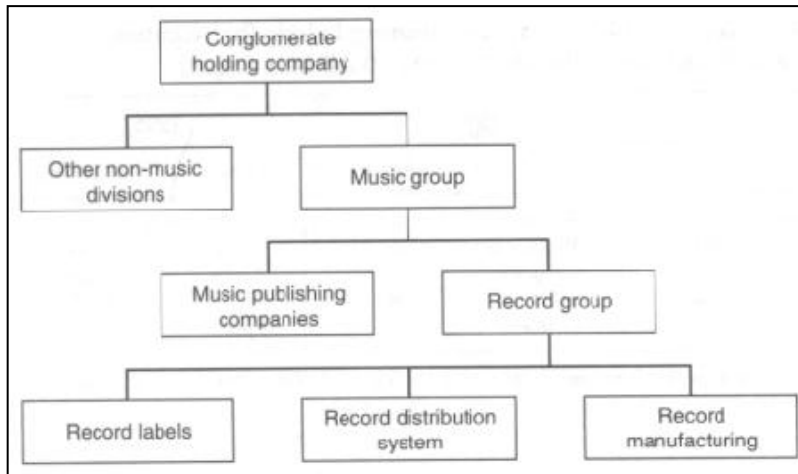 Conglomerate
holding company
Other non-music
divisions
Music group
Music publishing
companies
Record group
Record labels
Record distribution
system
Record
manufacturing